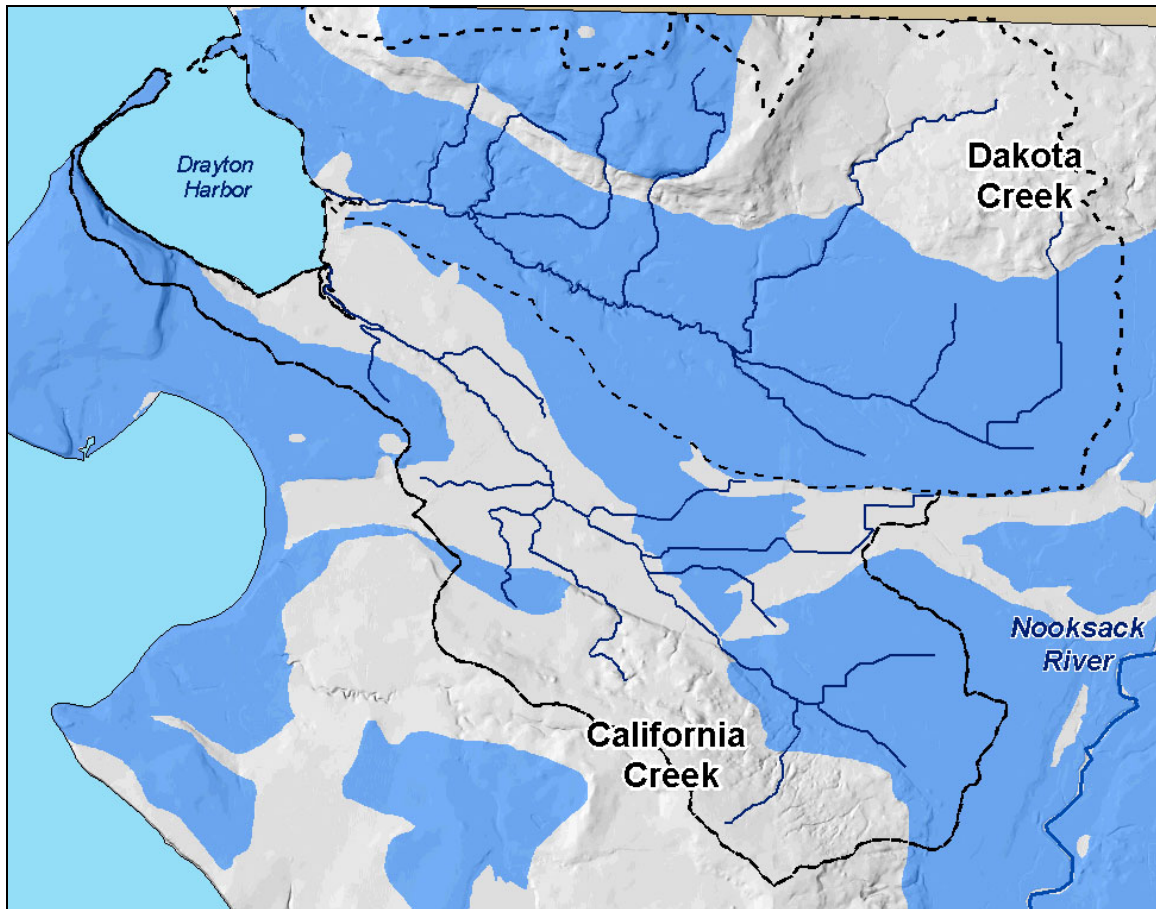 Drayton
Harbor
Dakota
Creek
Nooksack
River
California
Creek